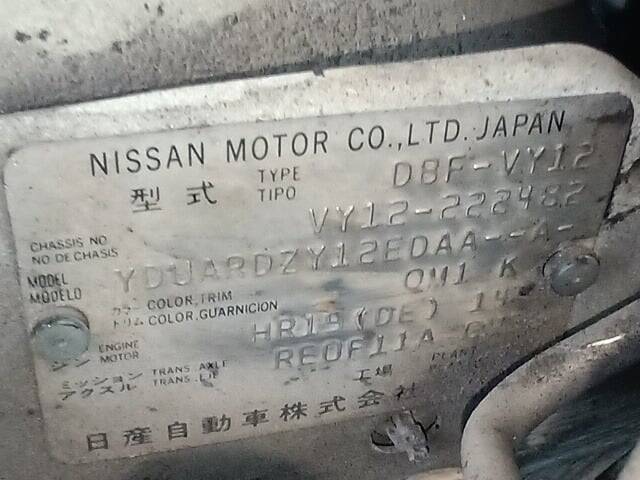 NISSAN MOTOR CO.,LTD. JAPAN
型式 TYPE TIPO DBF-VY12
CHASSIS NO NO DE CHASIS VY12-222482
MODEL MODELO YDUARDZY12EDAA--A-
カラー トリム COLOR,TRIM COLOR,GUARNICION QM1 K
エンジン ENGINE MOTOR HR15(DE) 14
ミッション アクスル TRANS. AXLE TRANS. RE0F11A 工場 PLANT
日産自動車株式会社